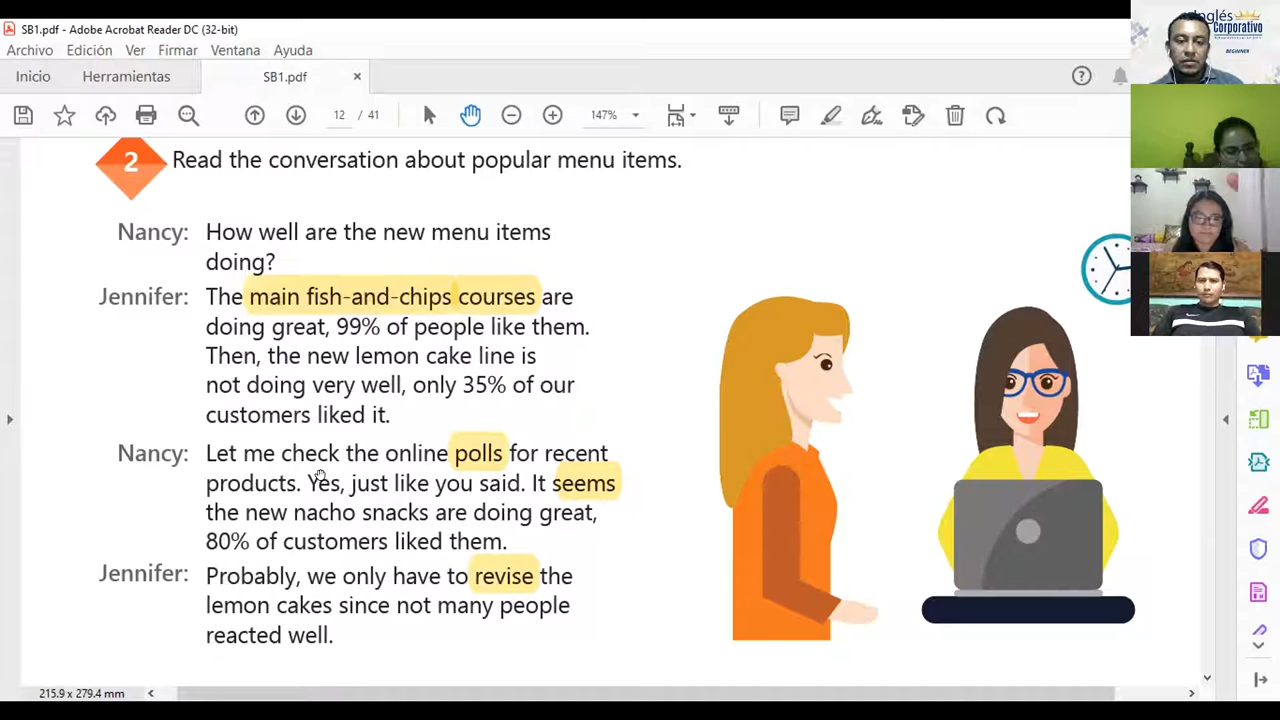 SB1.pdf - Adobe Acrobat Reader DC (32-bit)
Archivo Edición Ver Firmar Ventana Ayuda
Inicio Herramientas SB1.pdf ×
12 / 41 147%
2 Read the conversation about popular menu items.
Nancy: How well are the new menu items
doing?
Jennifer: The main fish-and-chips courses are
doing great, 99% of people like them.
Then, the new lemon cake line is
not doing very well, only 35% of our
customers liked it.
Nancy: Let me check the online polls for recent
products. Yes, just like you said. It seems
the new nacho snacks are doing great,
80% of customers liked them.
Jennifer: Probably, we only have to revise the
lemon cakes since not many people
reacted well.
215.9 x 279.4 mm
Inglés
Corporativo
BEGINNER